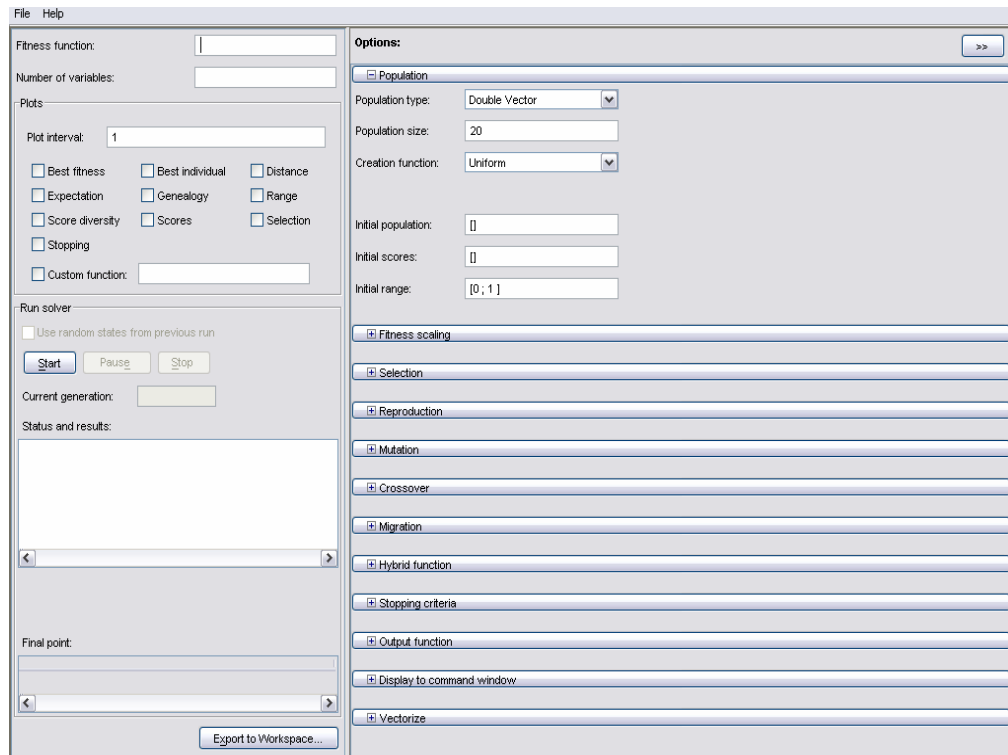 File Help
Fitness function:
Number of variables:
Plots
Plot interval: 1
Best fitness Best individual Distance
Expectation Genealogy Range
Score diversity Scores Selection
Stopping
Custom function:
Run solver
Use random states from previous run
Start Pause Stop
Current generation:
Status and results:
Final point:
Export to Workspace...
Options: >>
Population
Population type: Double Vector
Population size: 20
Creation function: Uniform
Initial population: []
Initial scores: []
Initial range: [0 ; 1 ]
Fitness scaling
Selection
Reproduction
Mutation
Crossover
Migration
Hybrid function
Stopping criteria
Output function
Display to command window
Vectorize